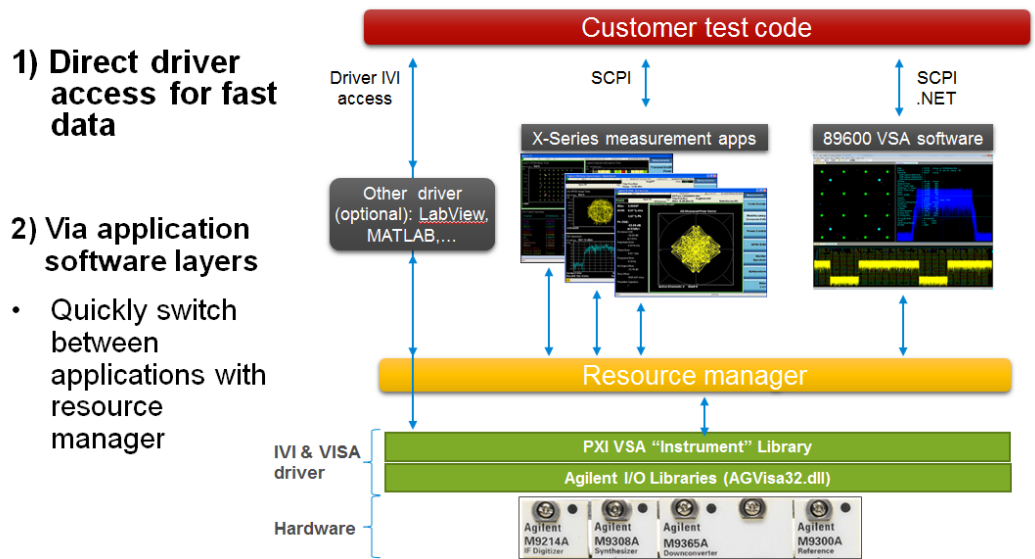 Customer test code
1) Direct driver
access for fast
data
2) Via application
software layers
• Quickly switch
between
applications with
resource
manager
Driver IVI
access
SCPI
SCPI
.NET
X-Series measurement apps
89600 VSA software
Other driver
(optional): LabView,
MATLAB,...
Resource manager
IVI & VISA
driver
PXI VSA “Instrument” Library
Agilent I/O Libraries (AGVisa32.dll)
Hardware
Agilent
M9214A
IF Digitizer
Agilent
M9308A
Synthesizer
Agilent
M9365A
Downconverter
Agilent
M9300A
Reference